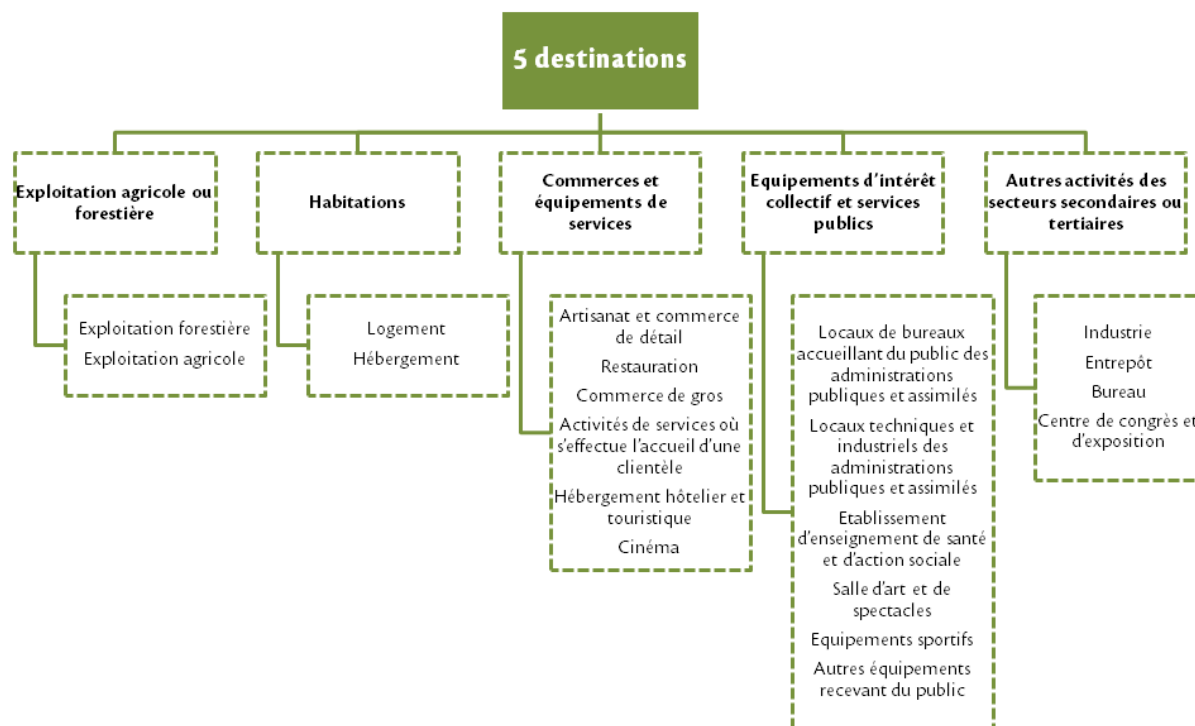 5 destinations
Exploitation agricole ou
forestière
Exploitation forestière
Exploitation agricole
Habitations
Logement
Hébergement
Commerces et
équipements de
services
Artisanat et commerce
de détail
Restauration
Commerce de gros
Activités de services où
s'effectue l'accueil d'une
clientèle
Hébergement hôtelier et
touristique
Cinéma
Equipements d'intérêt
collectif et services
publics
Locaux de bureaux
accueillant du public des
administrations
publiques et assimilés
Locaux techniques et
industriels des
administrations
publiques et assimilés
Etablissement
d'enseignement de santé
et d'action sociale
Salle d'art et de
spectacles
Equipements sportifs
Autres équipements
recevant du public
Autres activités des
secteurs secondaires ou
tertiaires
Industrie
Entrepôt
Bureau
Centre de congrès et
d'exposition